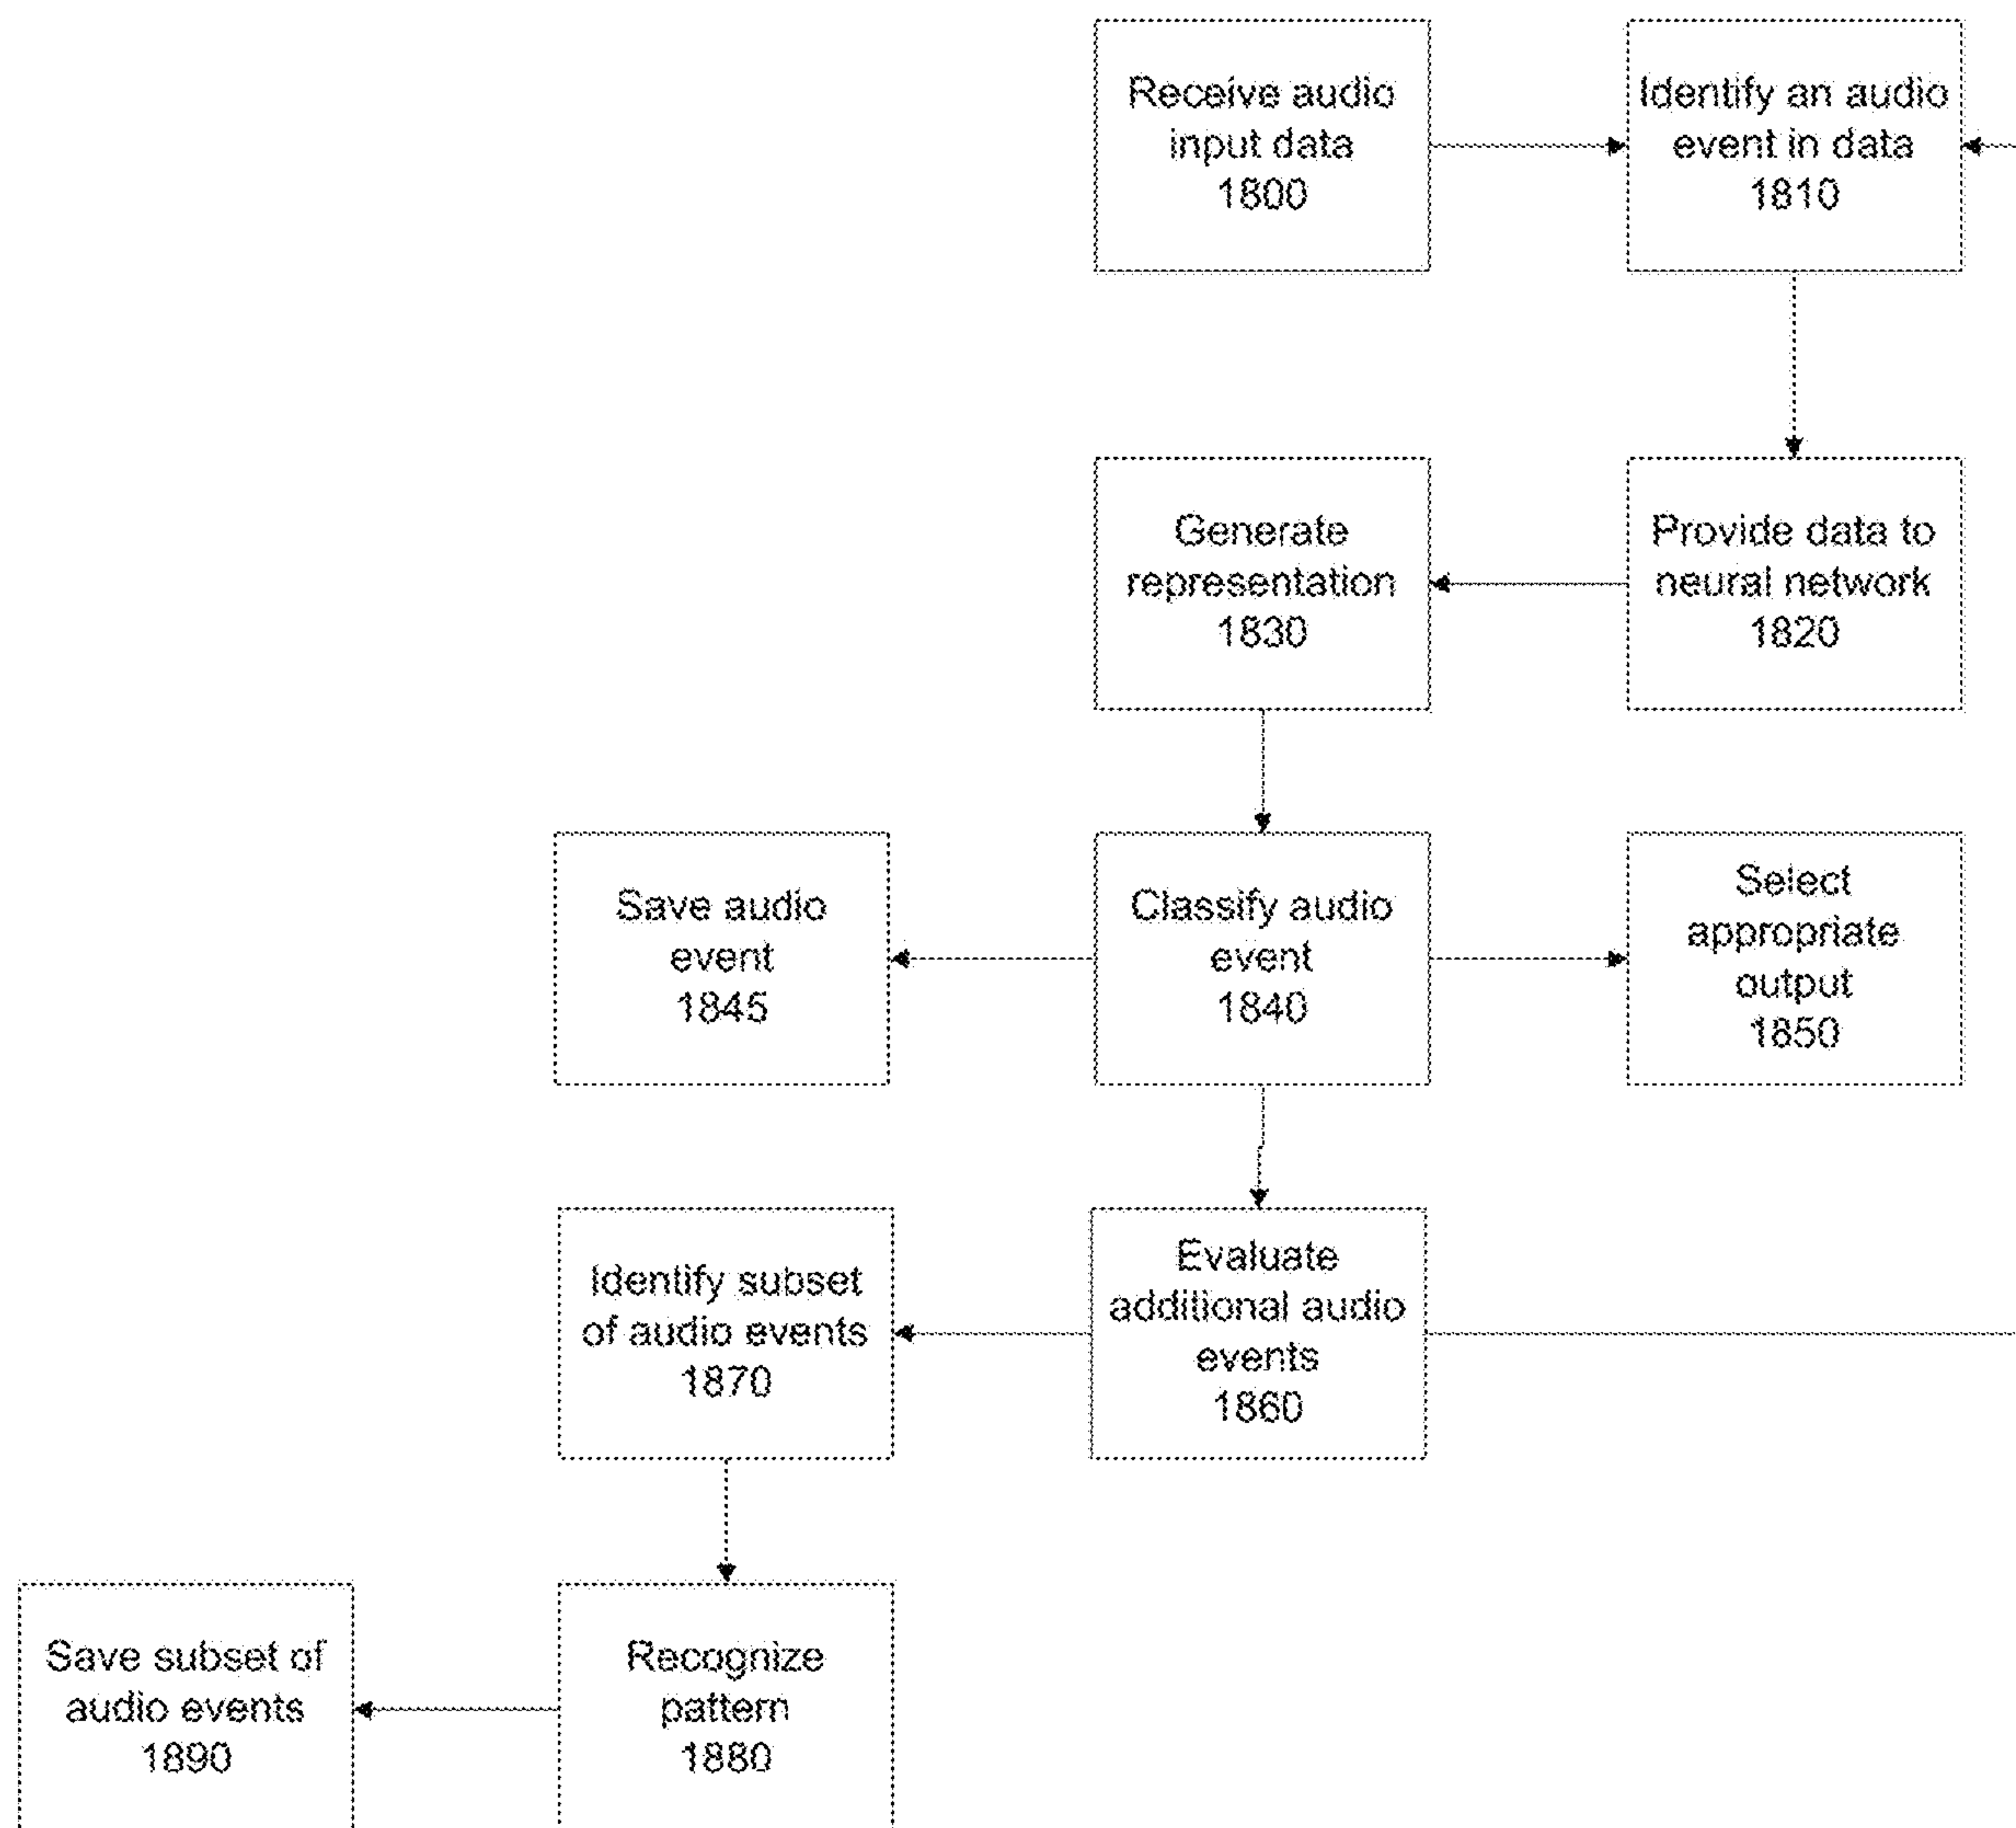 Receive audio
input data
1800
Identify an audio
event in data
1810
Generate
representation
1830
Provide data to
neural network
1820
Save audio
event
1845
Classify audio
event
1840
Select
appropriate
output
1850
Identify subset
of audio events
1870
Evaluate
additional audio
events
1860
Save subset of
audio events
1890
Recognize
pattern
1880